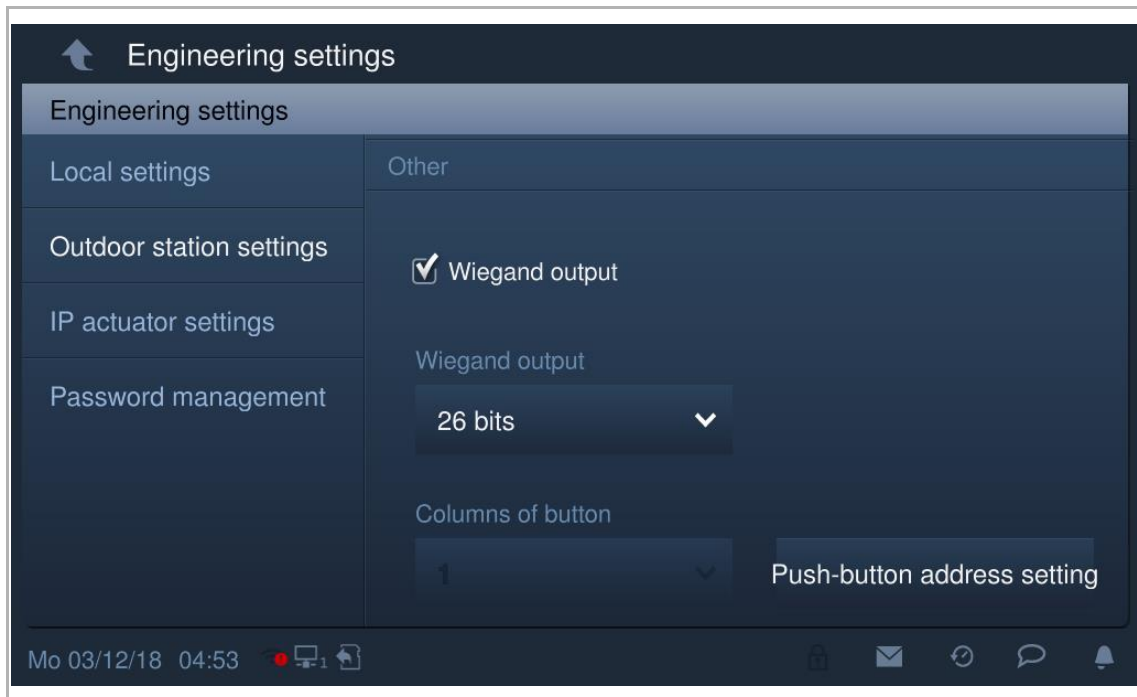 Engineering settings
Engineering settings
Local settings
Outdoor station settings
IP actuator settings
Password management
Other
Wiegand output
Wiegand output
26 bits
Columns of button
1
Push-button address setting
Mo 03/12/18 04:53
1